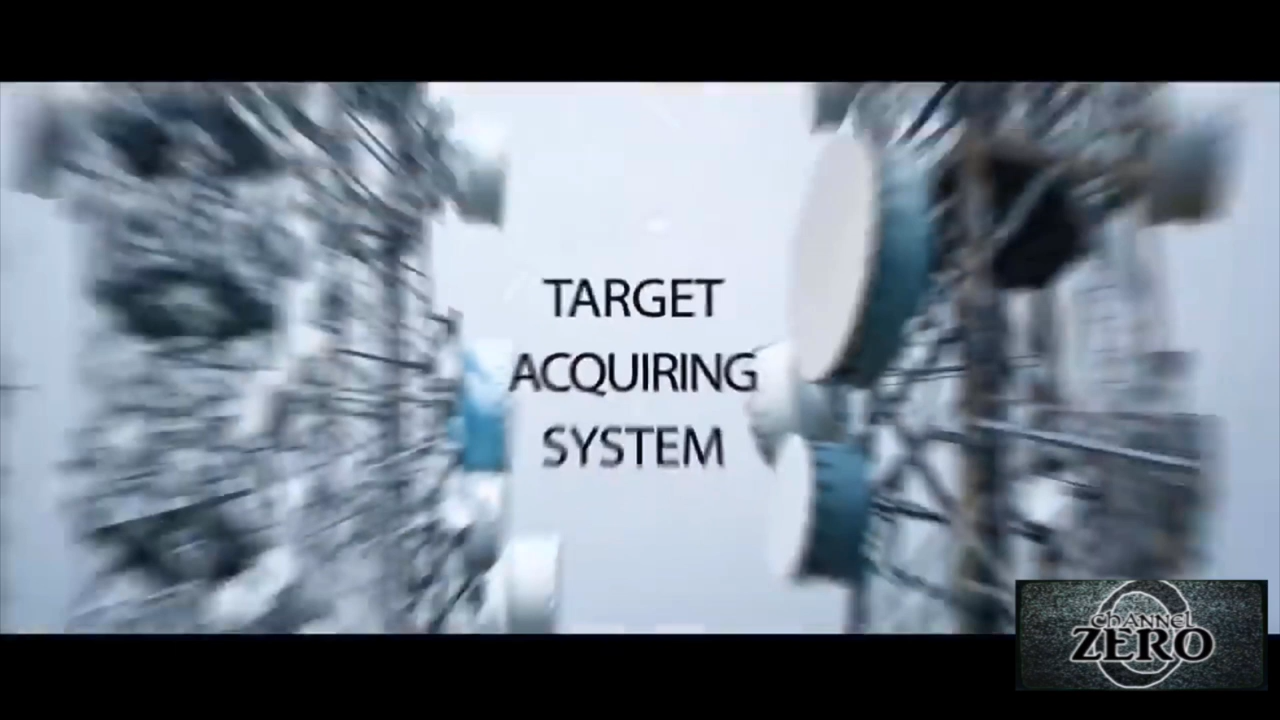 TARGET
ACQUIRING
SYSTEM
CHANNEL
ZERO